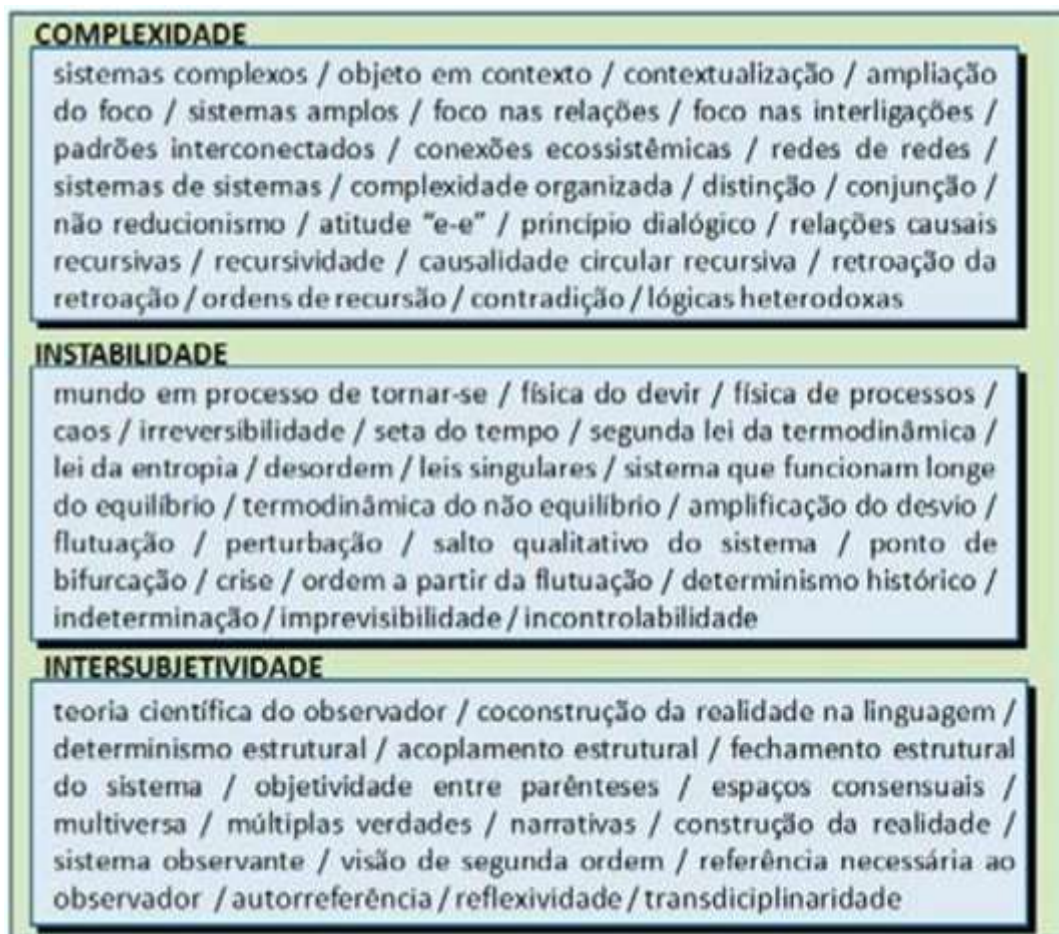 COMPLEXIDADE
sistemas complexos / objeto em contexto / contextualização / ampliação
do foco / sistemas amplos / foco nas relações / foco nas interligações /
padrões interconectados / conexões ecossistêmicas / redes de redes /
sistemas de sistemas / complexidade organizada / distinção / conjunção /
não reducionismo / atitude “e-e” / princípio dialógico / relações causais
recursivas / recursividade / causalidade circular recursiva / retroação da
retroação / ordens de recursão / contradição / lógicas heterodoxas
INSTABILIDADE
mundo em processo de tornar-se / física do devir / física de processos /
caos / irreversibilidade / seta do tempo / segunda lei da termodinâmica /
lei da entropia / desordem / leis singulares / sistema que funcionam longe
do equilíbrio / termodinâmica do não equilíbrio / amplificação do desvio /
flutuação / perturbação / salto qualitativo do sistema / ponto de
bifurcação / crise / ordem a partir da flutuação / determinismo histórico /
indeterminação / imprevisibilidade / incontrolabilidade
INTERSUBJETIVIDADE
teoria científica do observador / coconstrução da realidade na linguagem /
determinismo estrutural / acoplamento estrutural / fechamento estrutural
do sistema / objetividade entre parênteses / espaços consensuais /
multiversa / múltiplas verdades / narrativas / construção da realidade /
sistema observante / visão de segunda ordem / referência necessária ao
observador / autorreferência / reflexividade / transdiciplinaridade